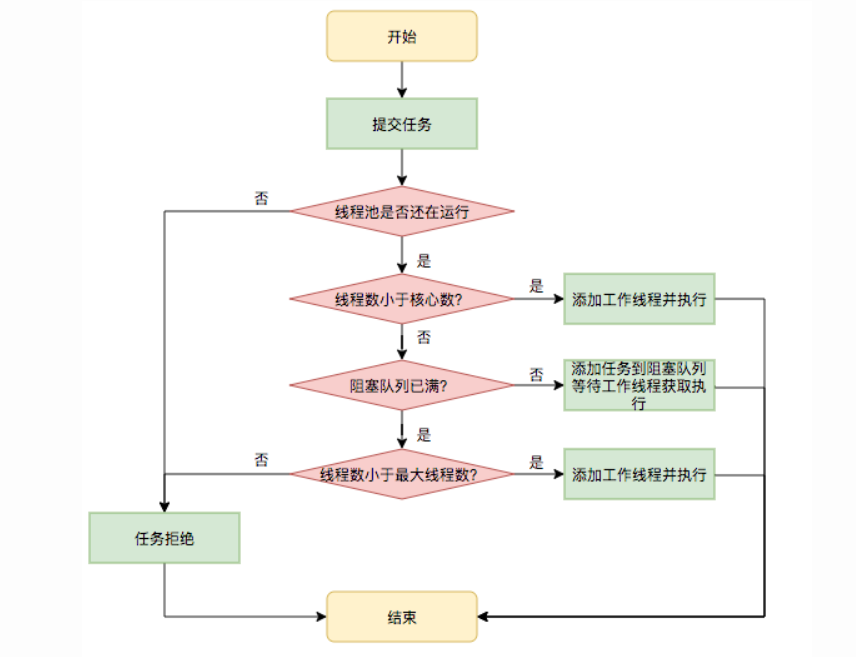 开始
提交任务
否
线程池是否还在运行
是
线程数小于核心数?
是
添加工作线程并执行
否
阻塞队列已满?
否
添加任务到阻塞队列
等待工作线程获取执
行
是
否
线程数小于最大线程数?
是
添加工作线程并执行
任务拒绝
结束